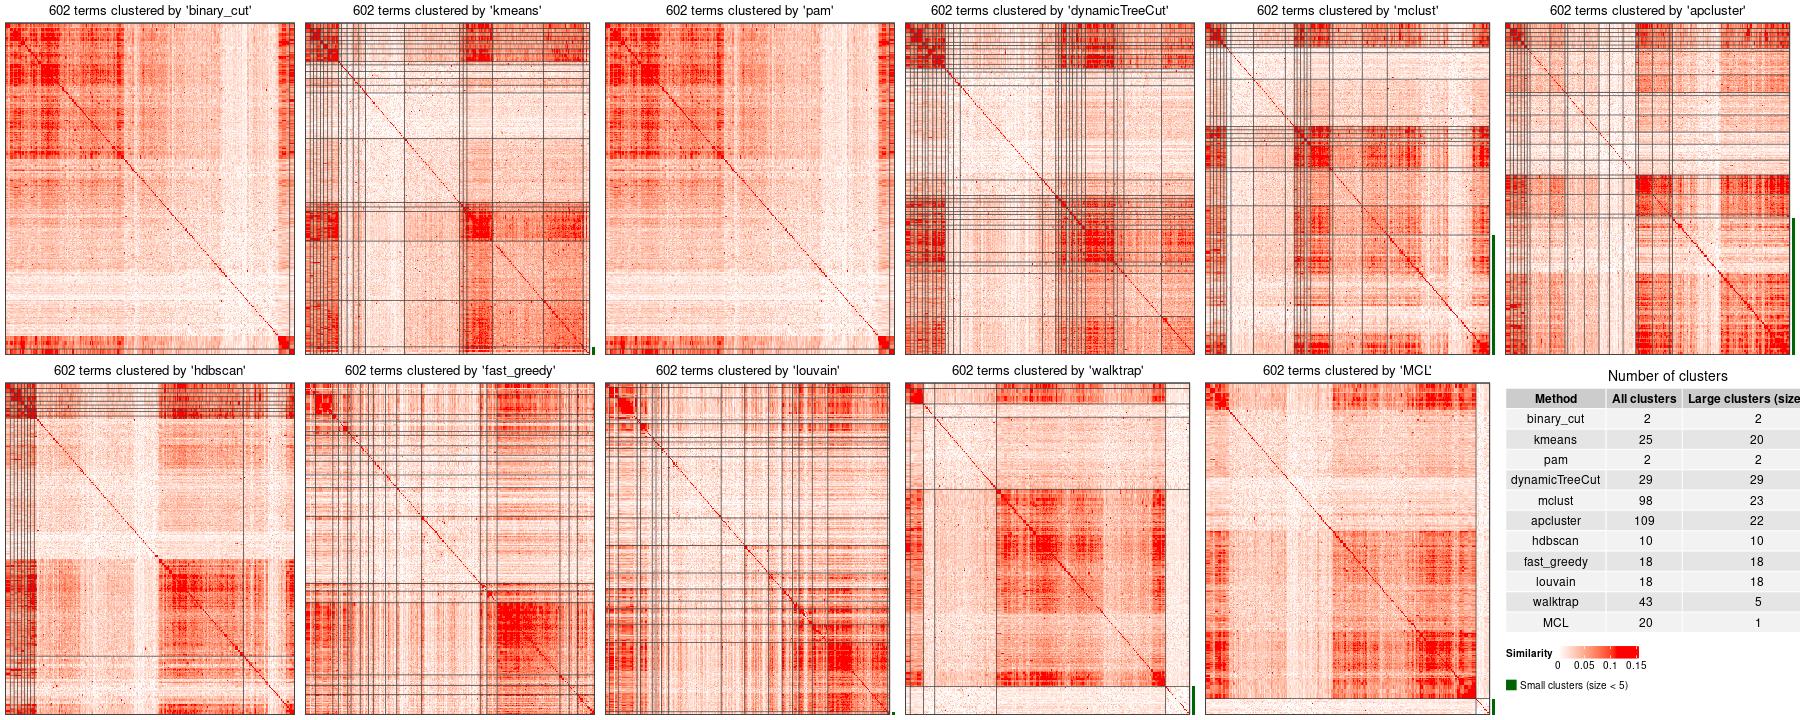 602 terms clustered by 'binary_cut'
602 terms clustered by 'kmeans'
602 terms clustered by 'pam'
602 terms clustered by 'dynamicTreeCut'
602 terms clustered by 'mclust'
602 terms clustered by 'apcluster'
602 terms clustered by 'hdbscan'
602 terms clustered by 'fast_greedy'
602 terms clustered by 'louvain'
602 terms clustered by 'walktrap'
602 terms clustered by 'MCL'
Number of clusters
Method All clusters Large clusters (size
binary_cut 2 2
kmeans 25 20
pam 2 2
dynamicTreeCut 29 29
mclust 98 23
apcluster 109 22
hdbscan 10 10
fast_greedy 18 18
louvain 18 18
walktrap 43 5
MCL 20 1
Similarity
0 0.05 0.1 0.15
Small clusters (size < 5)